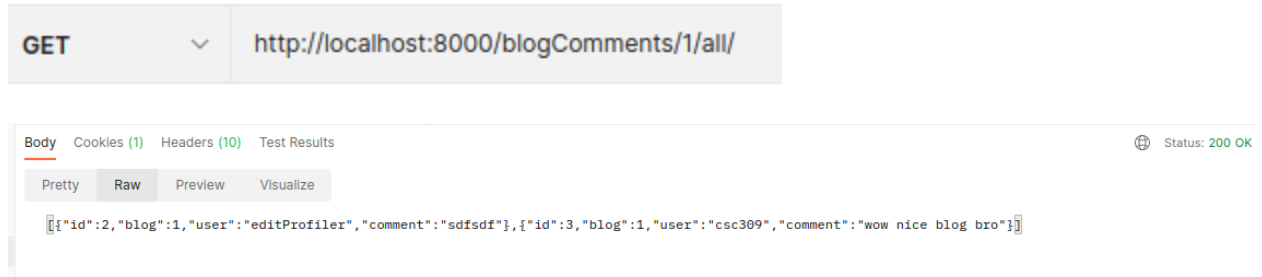 GET http://localhost:8000/blogComments/1/all/
Body Cookies (1) Headers (10) Test Results Status: 200 OK
Pretty Raw Preview Visualize
[{"id":2,"blog":1,"user":"editProfiler","comment":"sdfsdf"},{"id":3,"blog":1,"user":"csc309","comment":"wow nice blog bro"}]